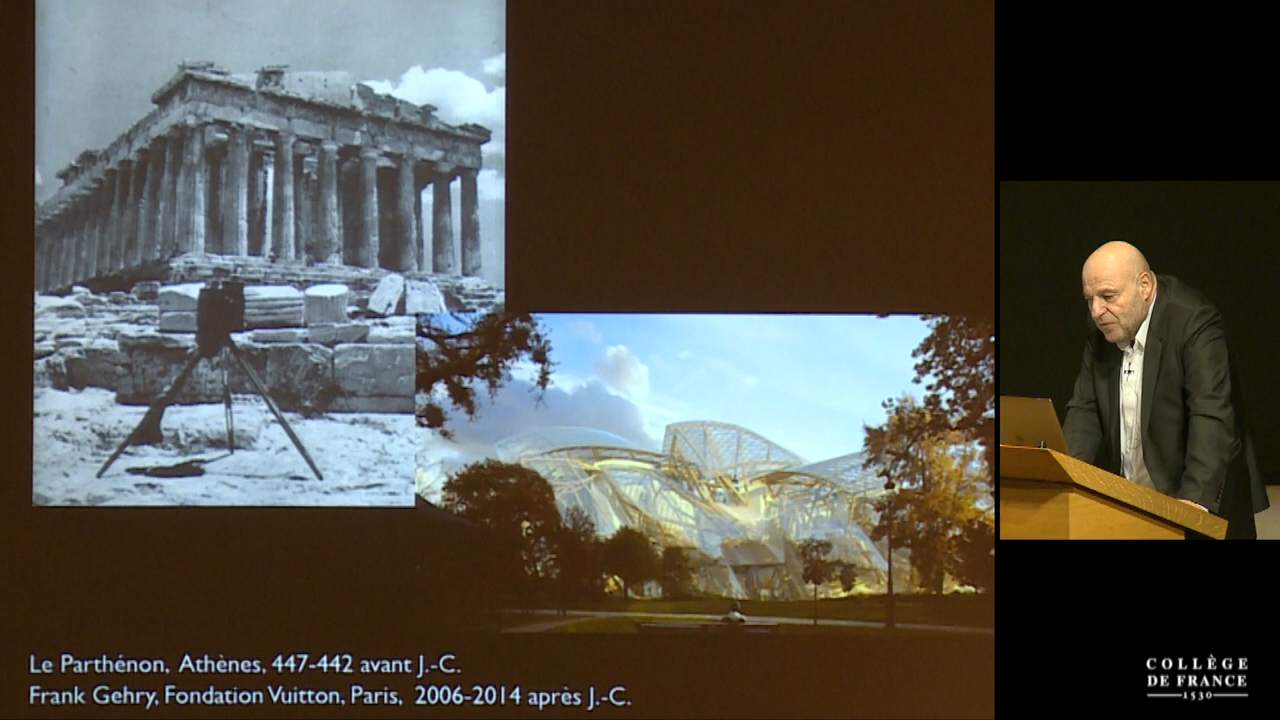 Le Parthénon, Athènes, 447-442 avant J.-C.
Frank Gehry, Fondation Vuitton, Paris, 2006-2014 après J.-C.
COLLÈGE
DE FRANCE
1530